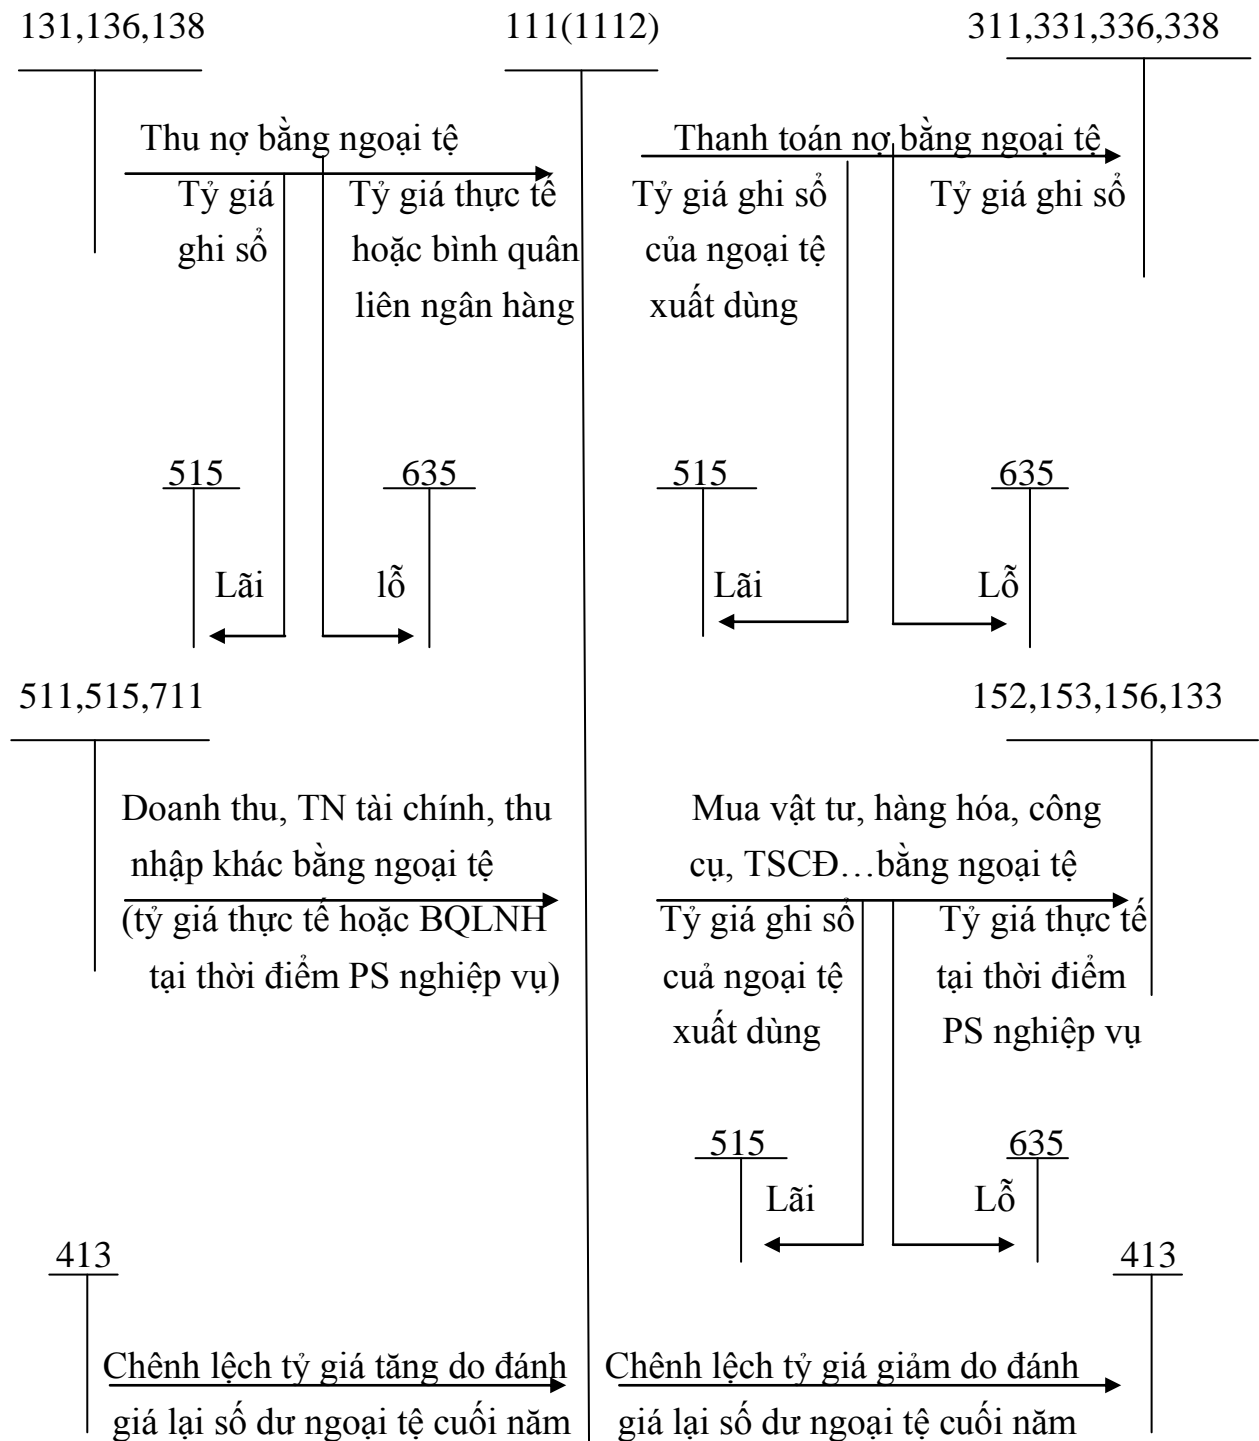 131,136,138
111(1112)
311,331,336,338
Thu nợ bằng ngoại tệ
Thanh toán nợ bằng ngoại tệ
Tỷ giá
ghi sổ
Tỷ giá thực tế
hoặc bình quân
liên ngân hàng
Tỷ giá ghi sổ
của ngoại tệ
xuất dùng
Tỷ giá ghi sổ
515
635
515
635
Lãi
lỗ
Lãi
Lỗ
511,515,711
152,153,156,133
Doanh thu, TN tài chính, thu
nhập khác bằng ngoại tệ
(tỷ giá thực tế hoặc BQLNH
tại thời điểm PS nghiệp vụ)
Mua vật tư, hàng hóa, công
cụ, TSCĐ…bằng ngoại tệ
Tỷ giá ghi sổ
cuả ngoại tệ
xuất dùng
Tỷ giá thực tế
tại thời điểm
PS nghiệp vụ
515
635
Lãi
Lỗ
413
413
Chênh lệch tỷ giá tăng do đánh
giá lại số dư ngoại tệ cuối năm
Chênh lệch tỷ giá giảm do đánh
giá lại số dư ngoại tệ cuối năm